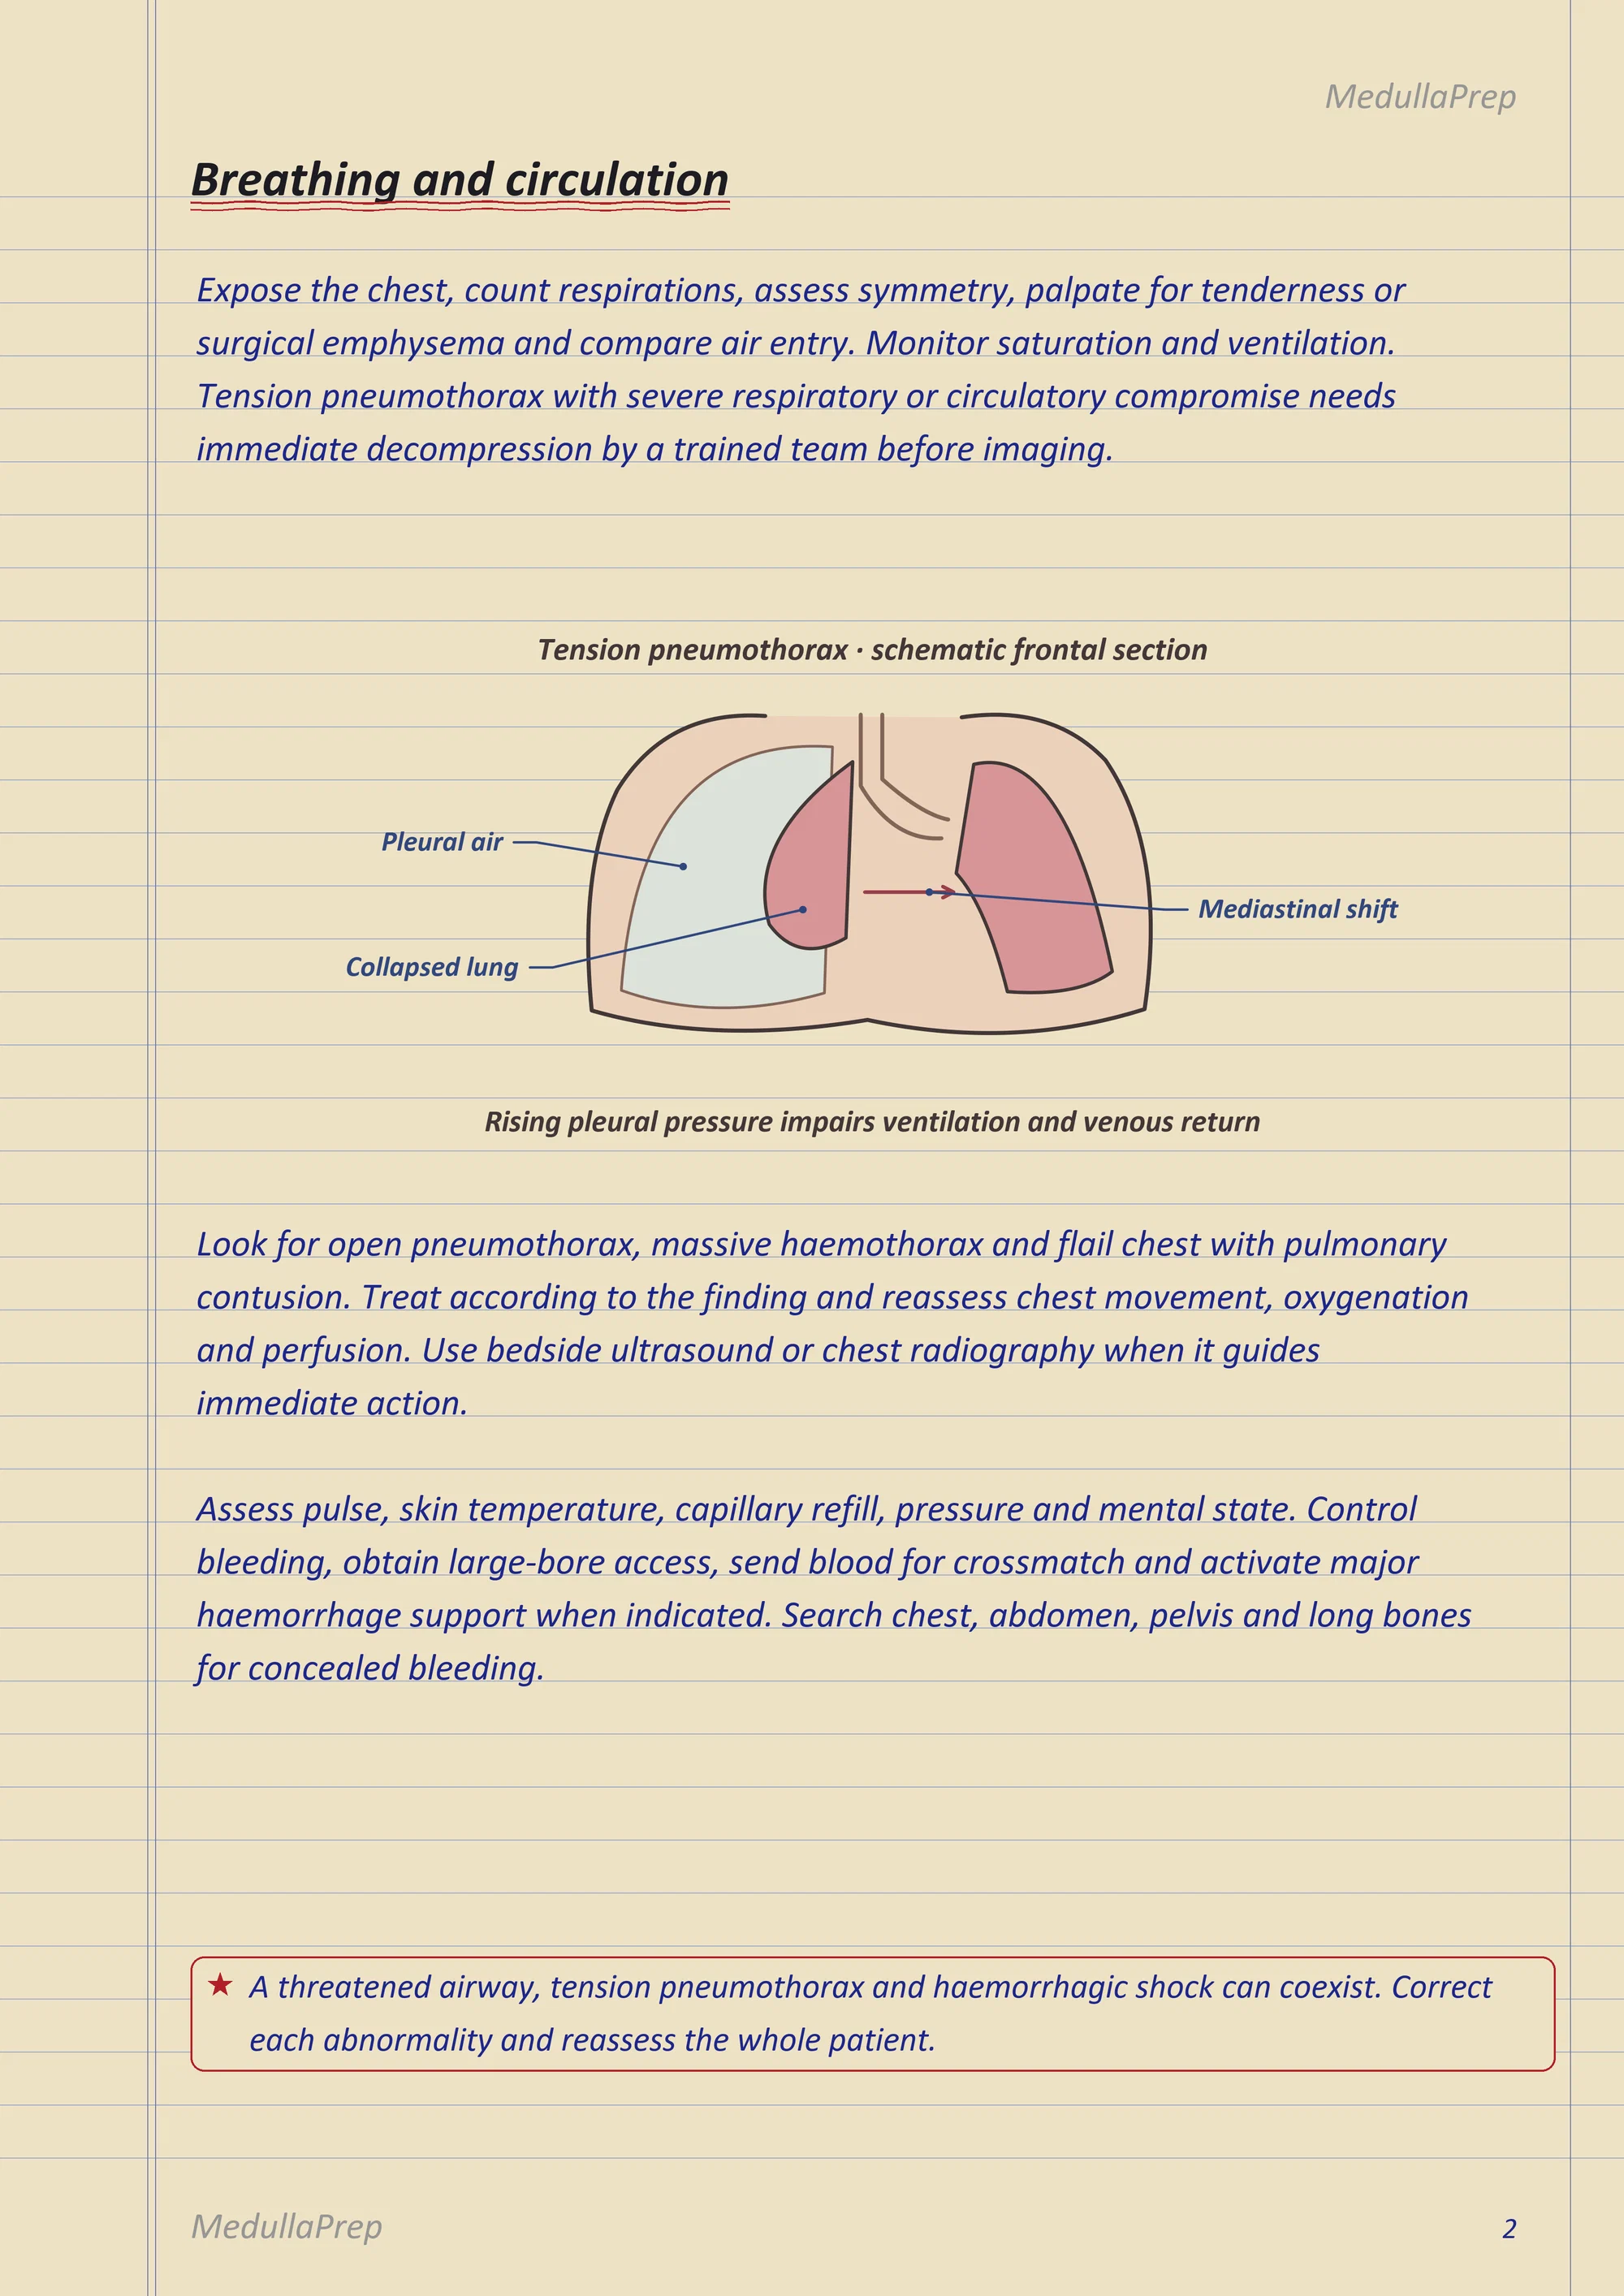 MedullaPrep
Breathing and circulation
Expose the chest, count respirations, assess symmetry, palpate for tenderness or
surgical emphysema and compare air entry. Monitor saturation and ventilation.
Tension pneumothorax with severe respiratory or circulatory compromise needs
immediate decompression by a trained team before imaging.
Tension pneumothorax · schematic frontal section
Pleural air
Mediastinal shift
Collapsed lung
Rising pleural pressure impairs ventilation and venous return
Look for open pneumothorax, massive haemothorax and flail chest with pulmonary
contusion. Treat according to the finding and reassess chest movement, oxygenation
and perfusion. Use bedside ultrasound or chest radiography when it guides
immediate action.
Assess pulse, skin temperature, capillary refill, pressure and mental state. Control
bleeding, obtain large-bore access, send blood for crossmatch and activate major
haemorrhage support when indicated. Search chest, abdomen, pelvis and long bones
for concealed bleeding.
★ A threatened airway, tension pneumothorax and haemorrhagic shock can coexist. Correct
each abnormality and reassess the whole patient.
MedullaPrep
2